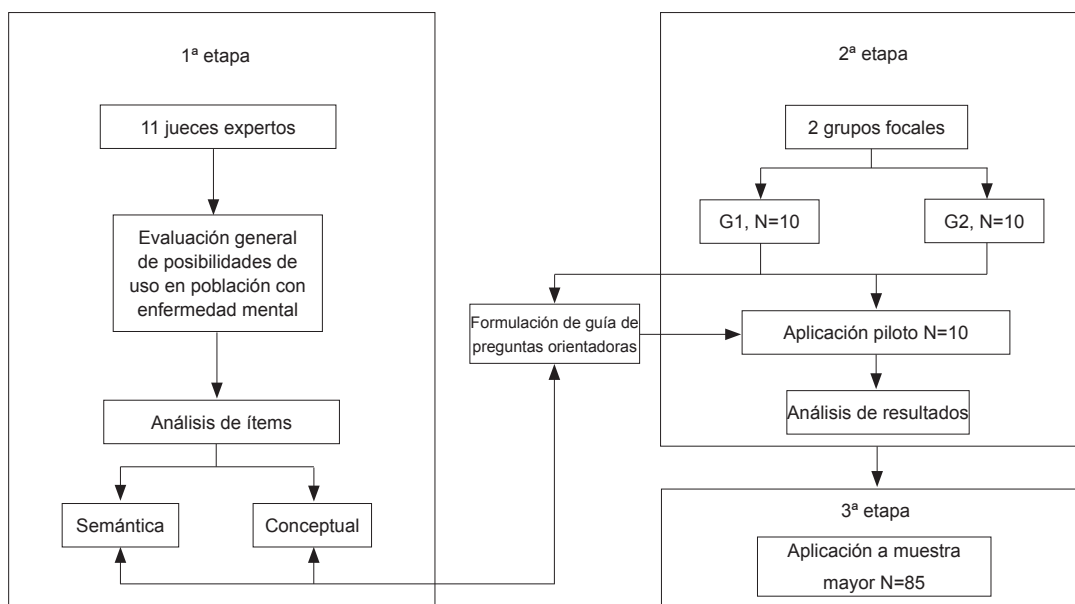 1ª etapa
11 jueces expertos
Evaluación general
de posibilidades de
uso en población con
enfermedad mental
Análisis de ítems
Semántica
Conceptual
Formulación de guía de
preguntas orientadoras
2ª etapa
2 grupos focales
G1, N=10
G2, N=10
Aplicación piloto N=10
Análisis de resultados
3ª etapa
Aplicación a muestra
mayor N=85